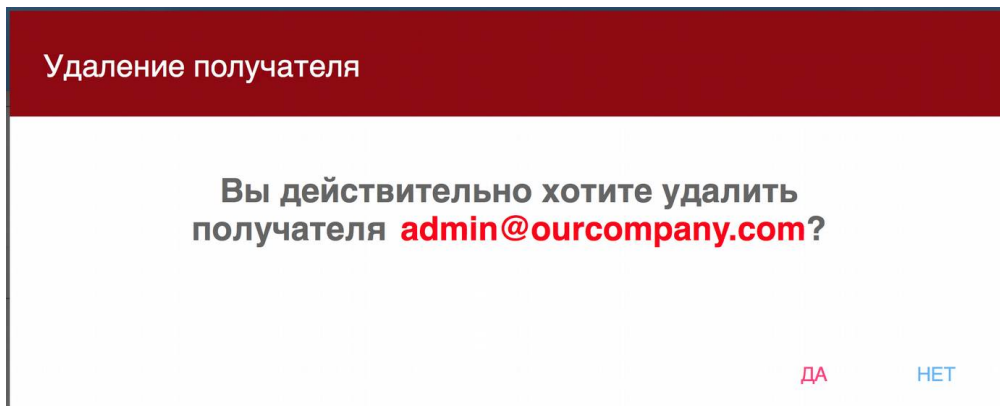 Удаление получателя
Вы действительно хотите удалить
получателя admin@ourcompany.com?
ДА НЕТ